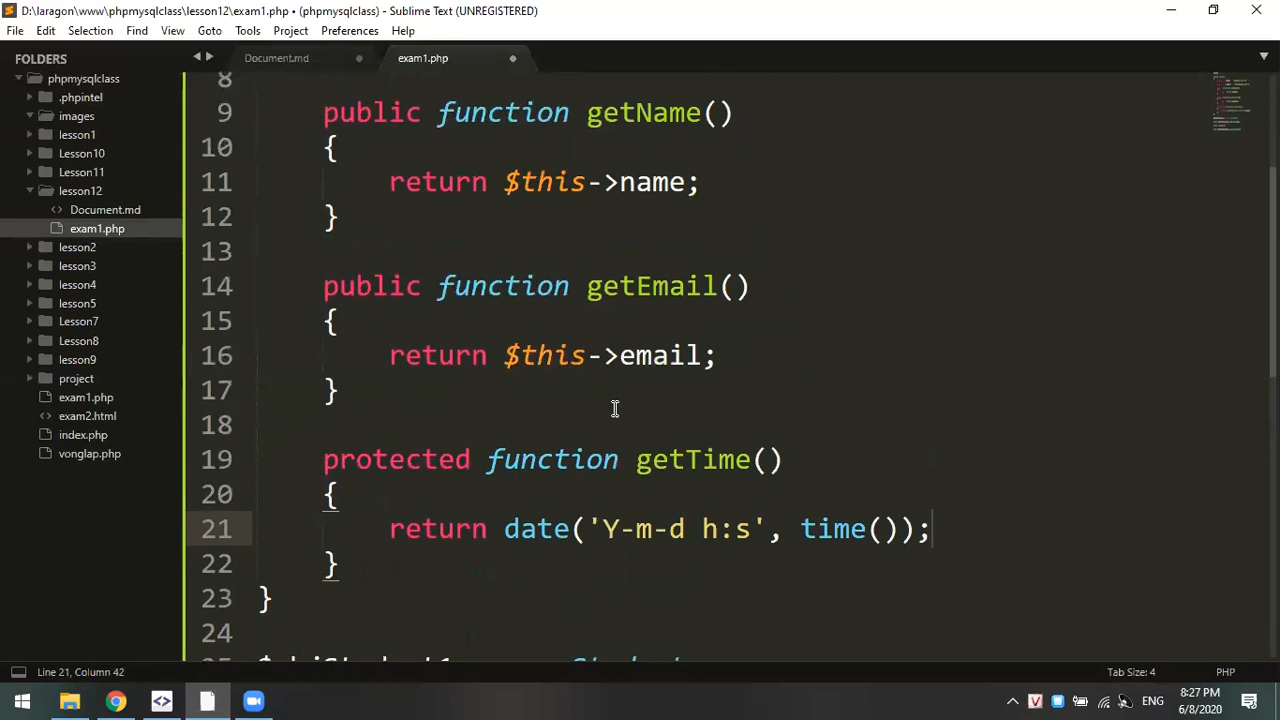 D:\laragon\www\phpmysqlclass\lesson12\exam1.php • (phpmysqlclass) - Sublime Text (UNREGISTERED)
File Edit Selection Find View Goto Tools Project Preferences Help
FOLDERS
phpmysqlclass
.phpintel
images
lesson1
Lesson10
Lesson11
lesson12
Document.md
exam1.php
lesson2
lesson3
lesson4
lesson5
Lesson7
Lesson8
lesson9
project
exam1.php
exam2.html
index.php
vonglap.php
Document.md exam1.php
8
9 public function getName()
10 {
11 return $this->name;
12 }
13
14 public function getEmail()
15 {
16 return $this->email;
17 }
18
19 protected function getTime()
20 {
21 return date('Y-m-d h:s', time());
22 }
23 }
24
Line 21, Column 42 Tab Size: 4 PHP
ENG 8:27 PM
6/8/2020